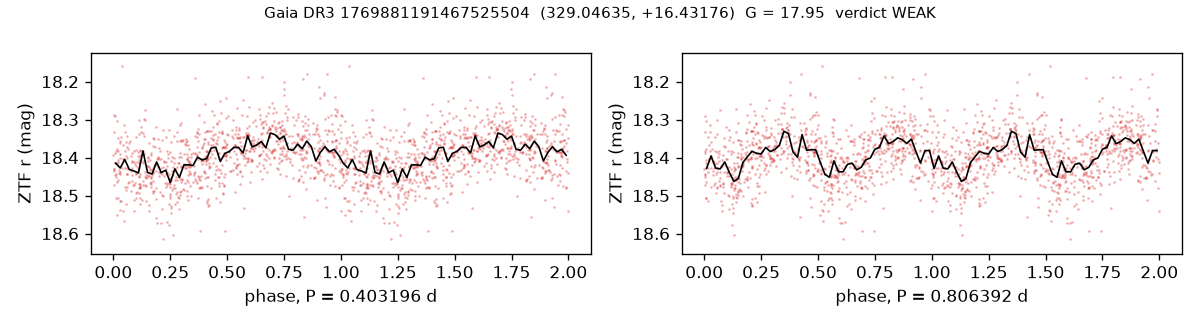 Gaia DR3 1769881191467525504  (329.04635, +16.43176)  G = 17.95  verdict WEAK
ZTF r (mag)
18.2
18.3
18.4
18.5
18.6
0.00 0.25 0.50 0.75 1.00 1.25 1.50 1.75 2.00
phase, P = 0.403196 d
ZTF r (mag)
18.2
18.3
18.4
18.5
18.6
0.00 0.25 0.50 0.75 1.00 1.25 1.50 1.75 2.00
phase, P = 0.806392 d